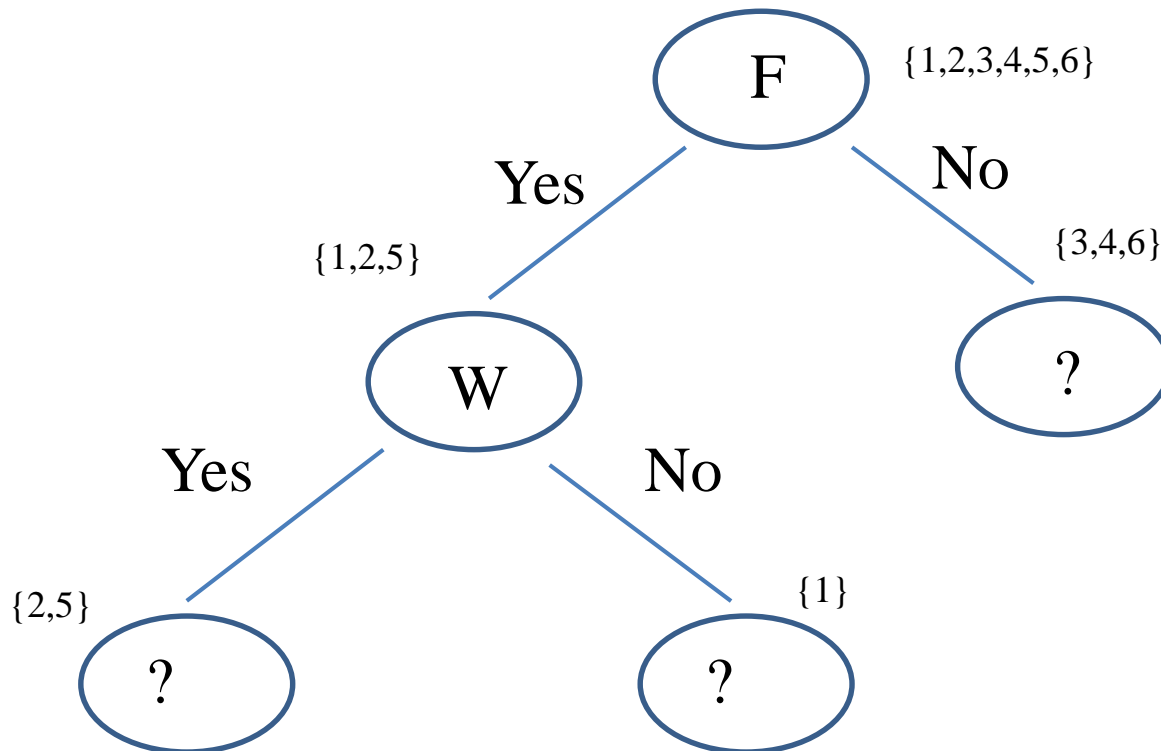 F
{1,2,3,4,5,6}
Yes
No
{1,2,5}
{3,4,6}
W
?
Yes
No
{2,5}
{1}
?
?